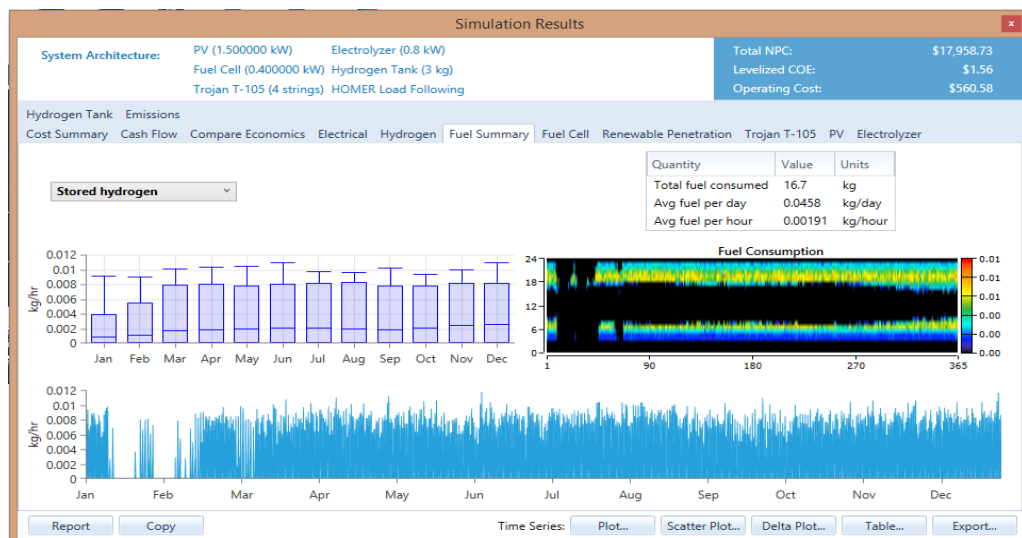 Simulation Results
x
System Architecture:
PV (1.500000 kW) Electrolyzer (0.8 kW)
Fuel Cell (0.400000 kW) Hydrogen Tank (3 kg)
Trojan T-105 (4 strings) HOMER Load Following
Total NPC: $17,958.73
Levelized COE: $1.56
Operating Cost: $560.58
Hydrogen Tank Emissions
Cost Summary Cash Flow Compare Economics Electrical Hydrogen Fuel Summary Fuel Cell Renewable Penetration Trojan T-105 PV Electrolyzer
Stored hydrogen
Quantity Value Units
Total fuel consumed 16.7 kg
Avg fuel per day 0.0458 kg/day
Avg fuel per hour 0.00191 kg/hour
kg/hr
0.012
0.01
0.008
0.006
0.004
0.002
0
Jan Feb Mar Apr May Jun Jul Aug Sep Oct Nov Dec
Fuel Consumption
24
18
12
6
0
1 90 180 270 365
0.01
0.01
0.01
0.00
0.00
0.00
kg/hr
0.012
0.01
0.008
0.006
0.004
0.002
0
Jan Feb Mar Apr May Jun Jul Aug Sep Oct Nov Dec
Report Copy Time Series: Plot... Scatter Plot... Delta Plot... Table... Export...